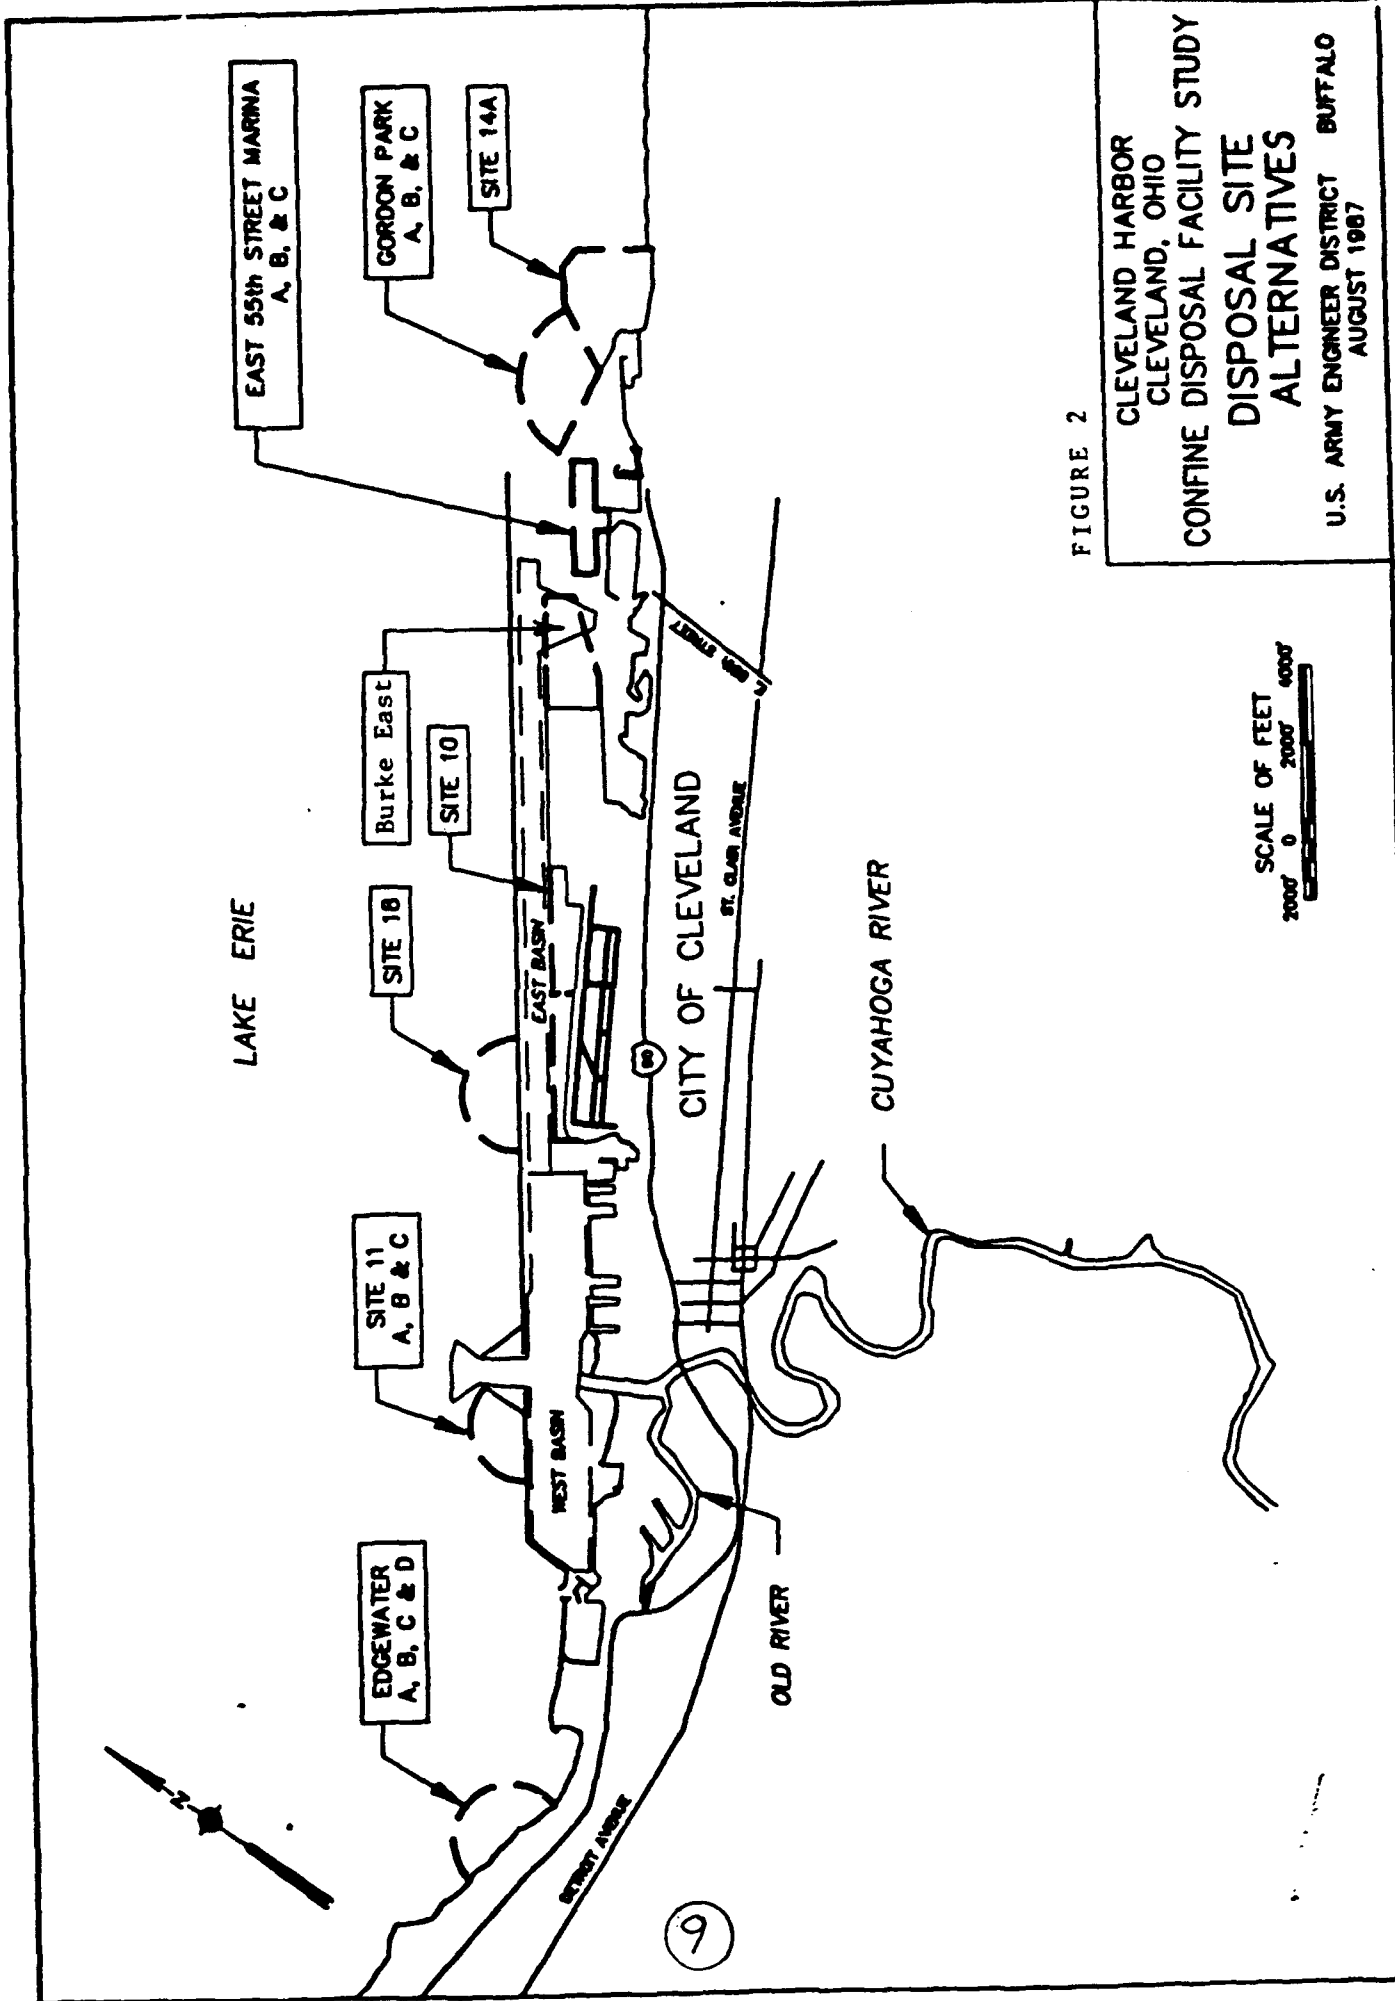 EAST 55th STREET MARINA
A, B, & C
GORDON PARK
A, B, & C
SITE 14A
Burke East
SITE 10
SITE 18
SITE 11
A, B & C
EDGEWATER
A, B, C & D
LAKE ERIE
N
EAST BASIN
WEST BASIN
E. 55th STREET
90
CITY OF CLEVELAND
ST. CLAIR AVENUE
CUYAHOGA RIVER
OLD RIVER
DETROIT AVENUE
SCALE OF FEET
2000' 0 2000' 4000'
FIGURE 2
CLEVELAND HARBOR
CLEVELAND, OHIO
CONFINE DISPOSAL FACILITY STUDY
DISPOSAL SITE
ALTERNATIVES
U.S. ARMY ENGINEER DISTRICT BUFFALO
AUGUST 1987
9